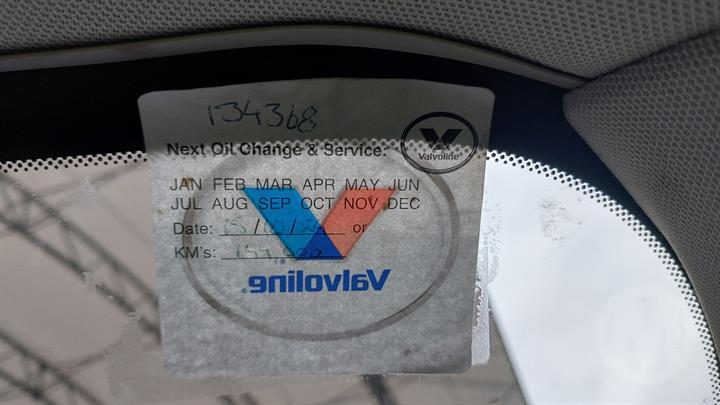 134368
Next Oil Change & Service:
Valvoline
JAN FEB MAR APR MAY JUN
JUL AUG SEP OCT NOV DEC
Date: or
KM's:
Valvoline